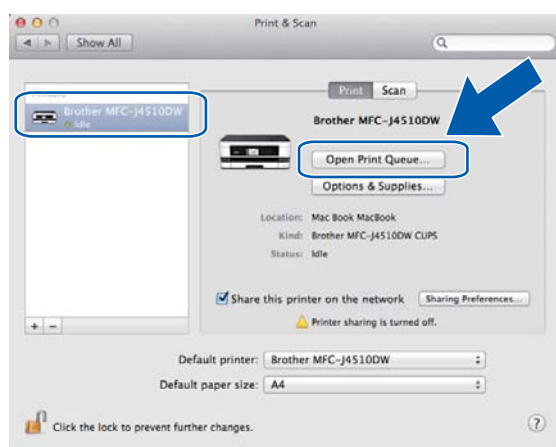 Print & Scan
Show All
Print Scan
Brother MFC-J4510DW
Idle
Brother MFC-J4510DW
Open Print Queue...
Options & Supplies...
Location: Mac Book MacBook
Kind: Brother MFC-J4510DW CUPS
Status: Idle
Share this printer on the network Sharing Preferences...
Printer sharing is turned off.
+ −
Default printer: Brother MFC-J4510DW
Default paper size: A4
Click the lock to prevent further changes.
?